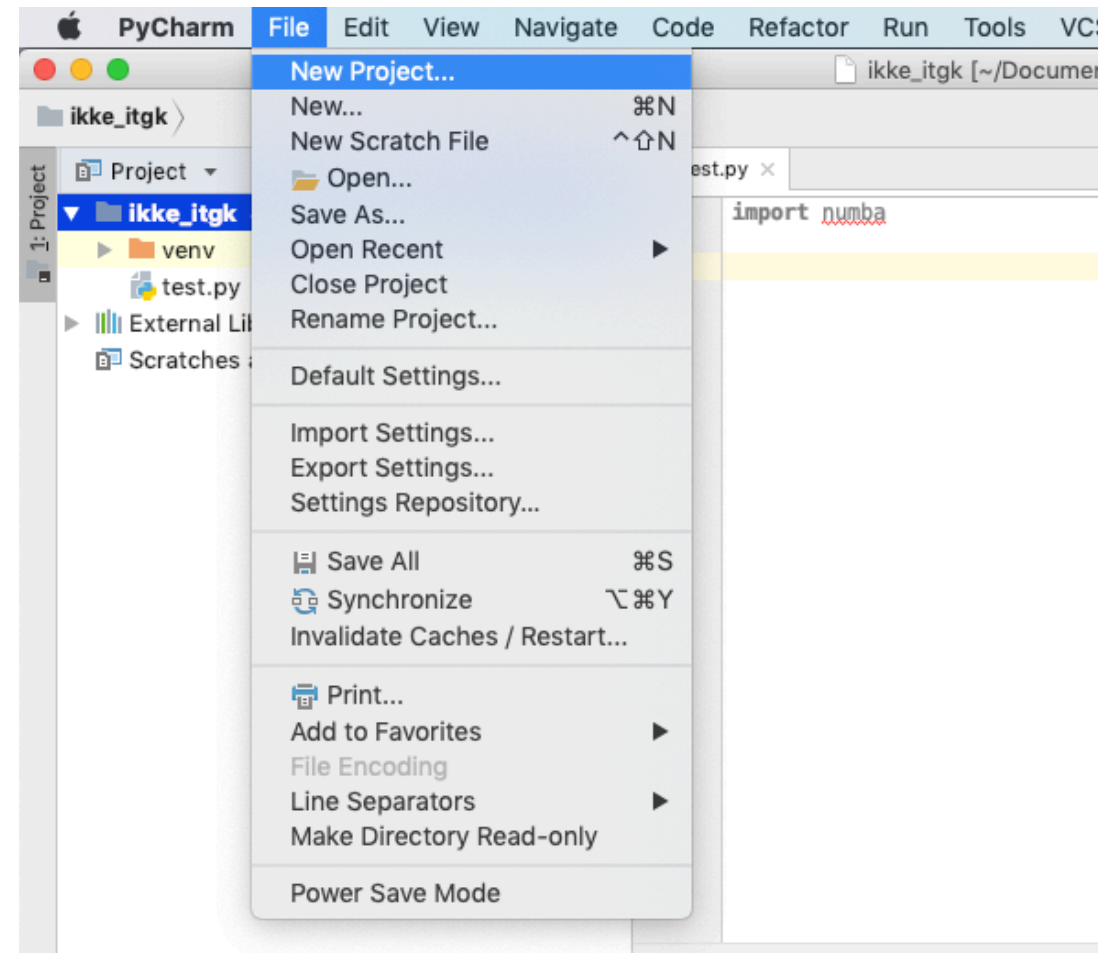 PyCharm File Edit View Navigate Code Refactor Run Tools
ikke_itgk [~/Documen
ikke_itgk
Project
1: Project
ikke_itgk
venv
test.py
External Lib
Scratches
New Project...
New... ⌘N
New Scratch File ^⇧N
Open...
Save As...
Open Recent
Close Project
Rename Project...
Default Settings...
Import Settings...
Export Settings...
Settings Repository...
Save All ⌘S
Synchronize ⌥⌘Y
Invalidate Caches / Restart...
Print...
Add to Favorites
File Encoding
Line Separators
Make Directory Read-only
Power Save Mode
est.py
import numba